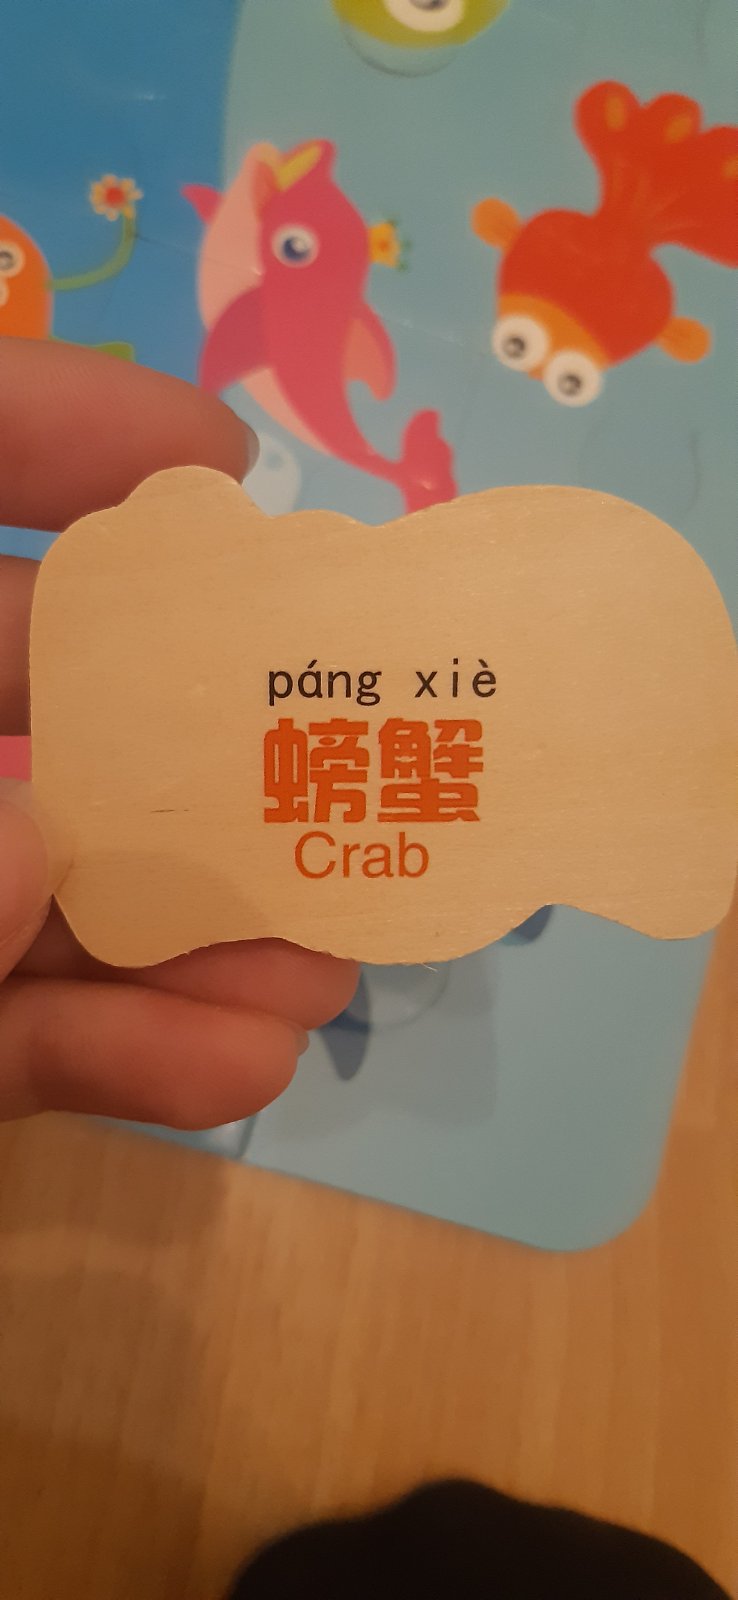 páng xiè
螃蟹
Crab